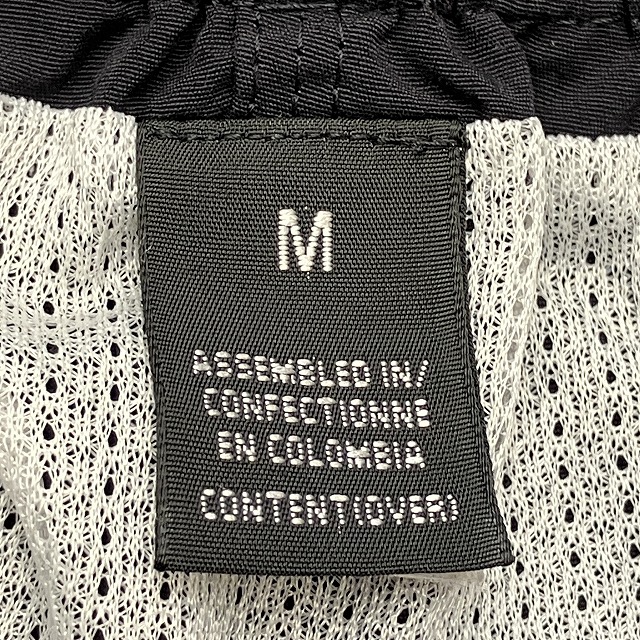 M
ASSEMBLED IN/
CONFECTIONNE
EN COLOMBIA
CONTENT(OVER)